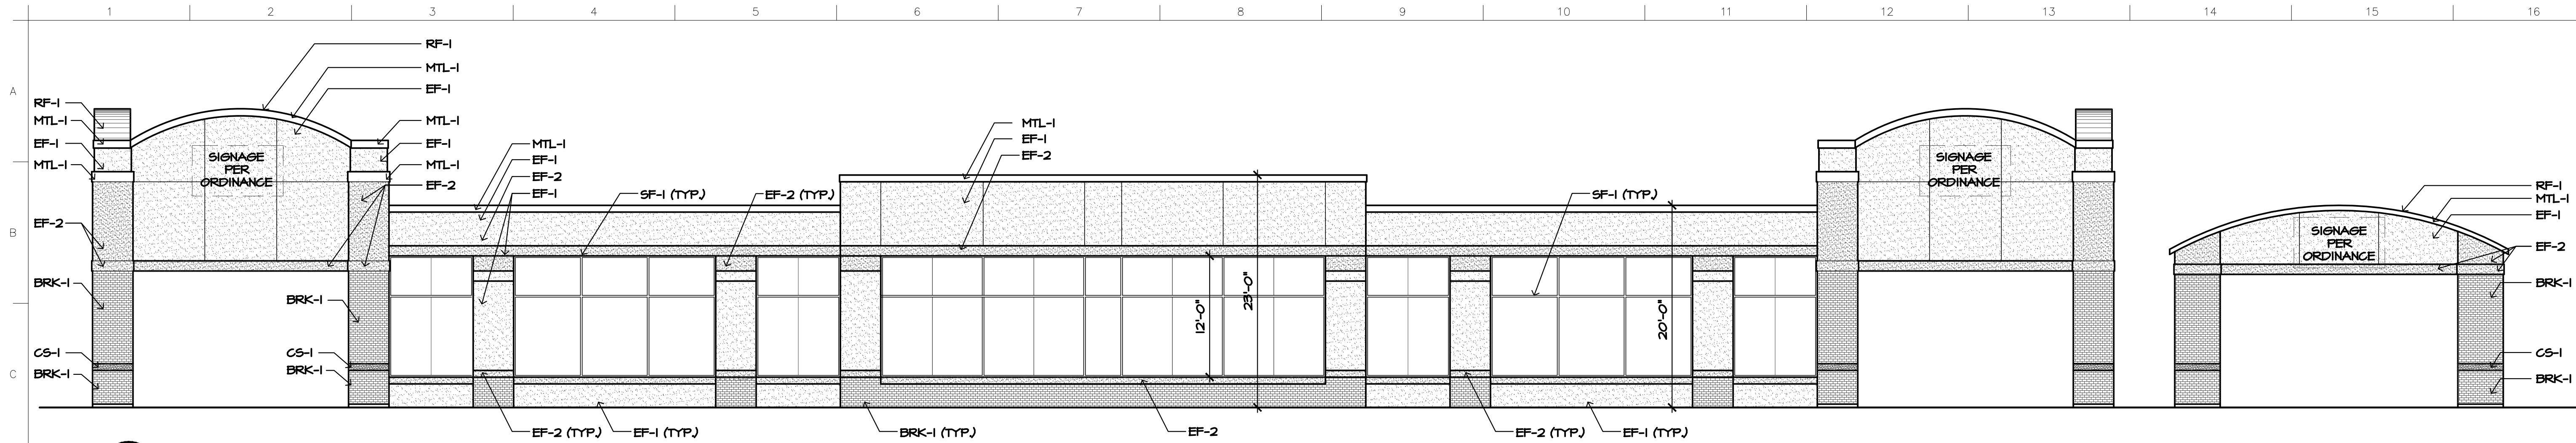 1 2 3 4 5 6 7 8 9 10 11 12 13 14 15 16
A
B
C
RF-1
MTL-1
EF-1
RF-1
MTL-1
EF-1
MTL-1
MTL-1
EF-1
MTL-1
EF-2
SIGNAGE
PER
ORDINANCE
EF-2
BRK-1
CS-1
BRK-1
BRK-1
CS-1
BRK-1
MTL-1
EF-1
EF-2
EF-1
SF-1 (TYP.)
EF-2 (TYP.)
MTL-1
EF-1
EF-2
12'-0"
23'-0"
SF-1 (TYP.)
20'-0"
EF-2 (TYP.)
EF-1 (TYP.)
BRK-1 (TYP.)
EF-2
EF-2 (TYP.)
EF-1 (TYP.)
SIGNAGE
PER
ORDINANCE
SIGNAGE
PER
ORDINANCE
RF-1
MTL-1
EF-1
EF-2
BRK-1
CS-1
BRK-1